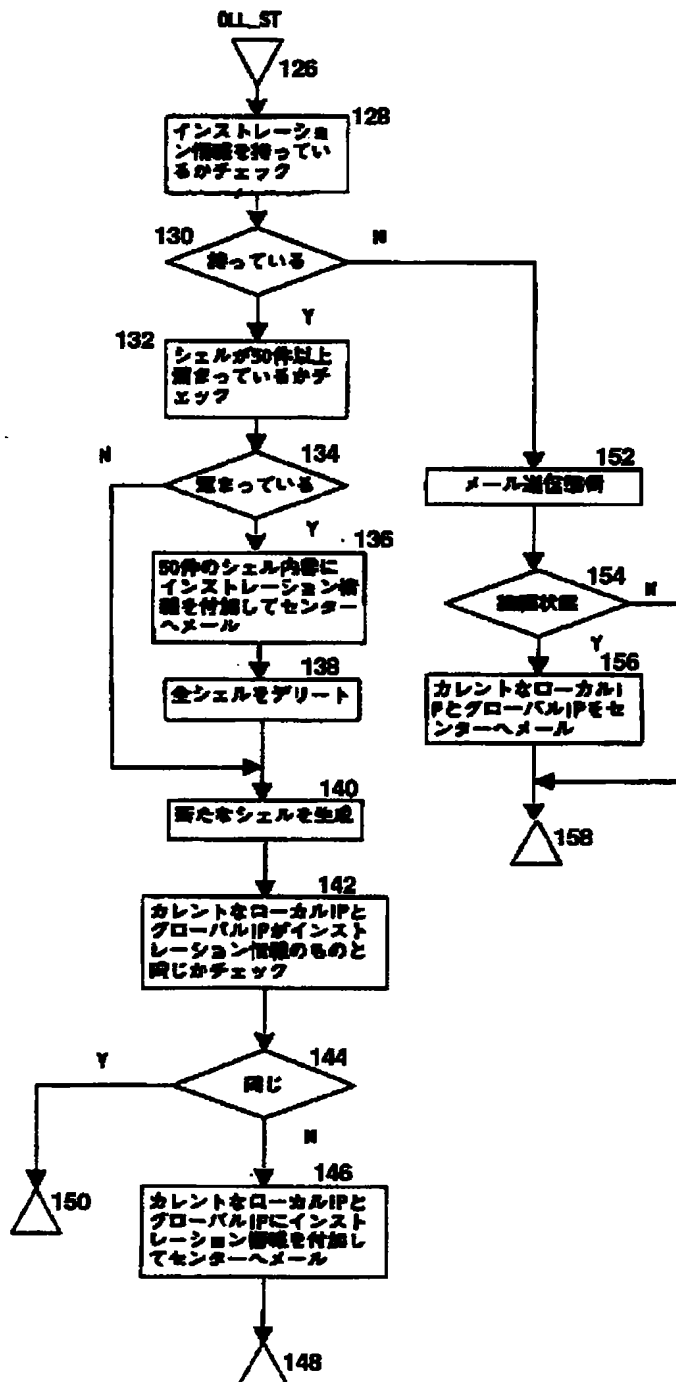 DLL_ST
126
128
インストレーショ
ン情報を持ってい
るかチェック
130
持っている
N
Y
132
シェルが50件以上
溜まっているかチ
ェック
134
N
溜まっている
Y
136
50件のシェル内容に
インストレーション情
報を付加してセンター
へメール
138
全シェルをデリート
140
新たなシェルを生成
142
カレントなローカルIPと
グローバルIPがインスト
レーション情報のものと
同じかチェック
144
Y
同じ
N
146
150
カレントなローカルIPと
グローバルIPにインスト
レーション情報を付加し
てセンターへメール
148
152
メール送信
154
状態
N
Y
156
カレントなローカルI
PとグローバルIPをセ
ンターへメール
158